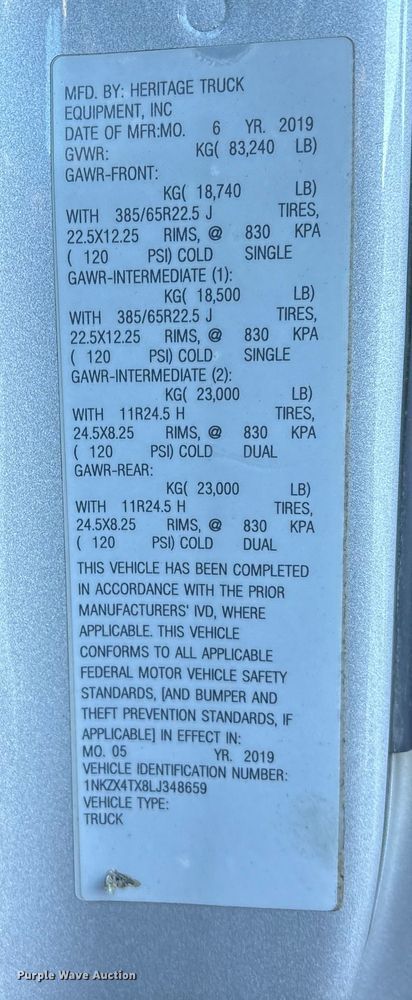 MFD. BY: HERITAGE TRUCK
EQUIPMENT, INC
DATE OF MFR:MO. 6 YR. 2019
GVWR: KG( 83,240 LB)
GAWR-FRONT:
KG( 18,740 LB)
WITH 385/65R22.5 J TIRES,
22.5X12.25 RIMS, @ 830 KPA
( 120 PSI) COLD SINGLE
GAWR-INTERMEDIATE (1):
KG( 18,500 LB)
WITH 385/65R22.5 J TIRES,
22.5X12.25 RIMS, @ 830 KPA
( 120 PSI) COLD SINGLE
GAWR-INTERMEDIATE (2):
KG( 23,000 LB)
WITH 11R24.5 H TIRES,
24.5X8.25 RIMS, @ 830 KPA
( 120 PSI) COLD DUAL
GAWR-REAR:
KG( 23,000 LB)
WITH 11R24.5 H TIRES,
24.5X8.25 RIMS, @ 830 KPA
( 120 PSI) COLD DUAL
THIS VEHICLE HAS BEEN COMPLETED
IN ACCORDANCE WITH THE PRIOR
MANUFACTURERS' IVD, WHERE
APPLICABLE. THIS VEHICLE
CONFORMS TO ALL APPLICABLE
FEDERAL MOTOR VEHICLE SAFETY
STANDARDS, [AND BUMPER AND
THEFT PREVENTION STANDARDS, IF
APPLICABLE] IN EFFECT IN:
MO. 05 YR. 2019
VEHICLE IDENTIFICATION NUMBER:
1NKZX4TX8LJ348659
VEHICLE TYPE:
TRUCK
Purple Wave Auction